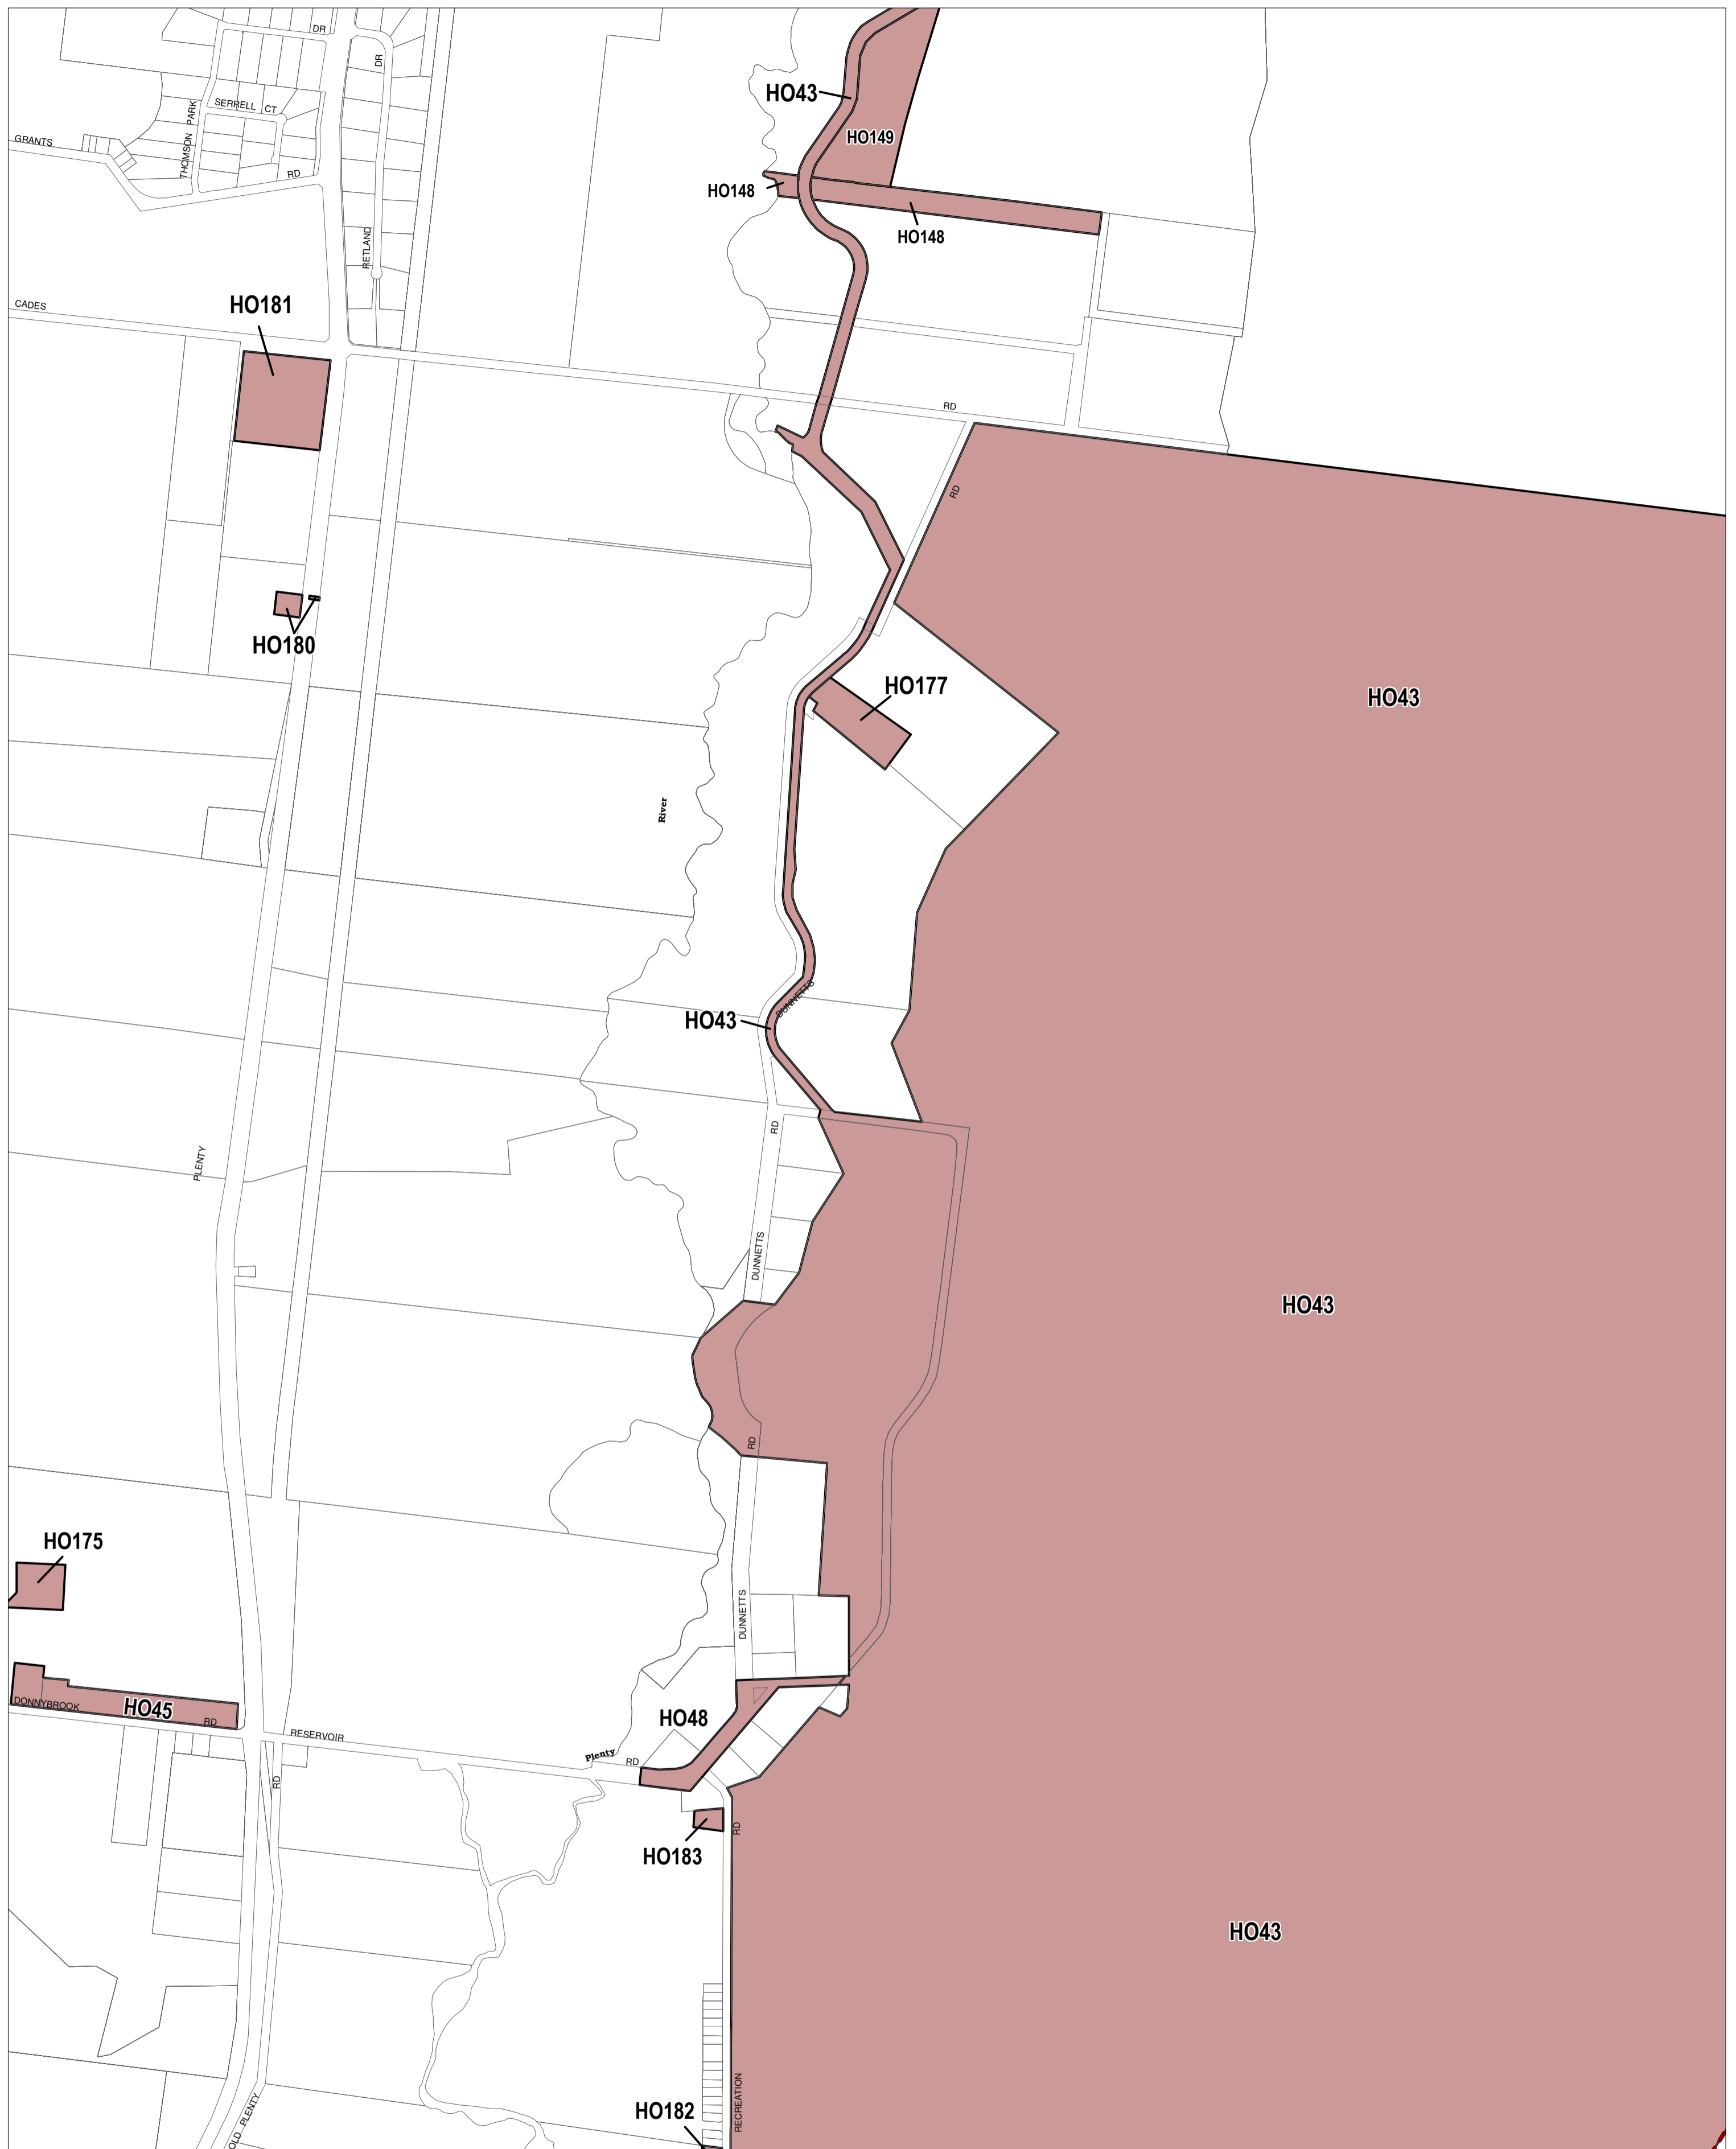 DR
DR
HO43
SERRELL CT
THOMSON PARK
HO149
GRANTS
RD
HO148
HO148
RETLAND
HO181
CADES
RD
RD
HO180
HO177
HO43
River
DUNNETTS
HO43
RD
PLENTY
DUNNETTS
HO43
RD
HO175
DUNNETTS
DONNYBROOK
HO45
RD
HO48
RESERVOIR
Plenty
RD
RD
RD
HO183
HO43
RECREATION
HO182
OLD PLENTY